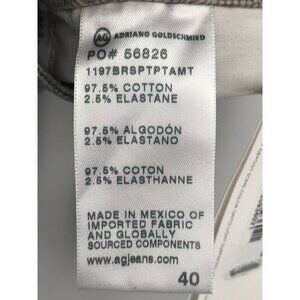 AG ADRIANO GOLDSCHMIED
PO# 56826
1197BRSPTPTAMT
97.5% COTTON
2.5% ELASTANE
97.5% ALGODÓN
2.5% ELASTANO
97.5% COTON
2.5% ELASTHANNE
MADE IN MEXICO OF
IMPORTED FABRIC
AND GLOBALLY
SOURCED COMPONENTS
www.agjeans.com
40